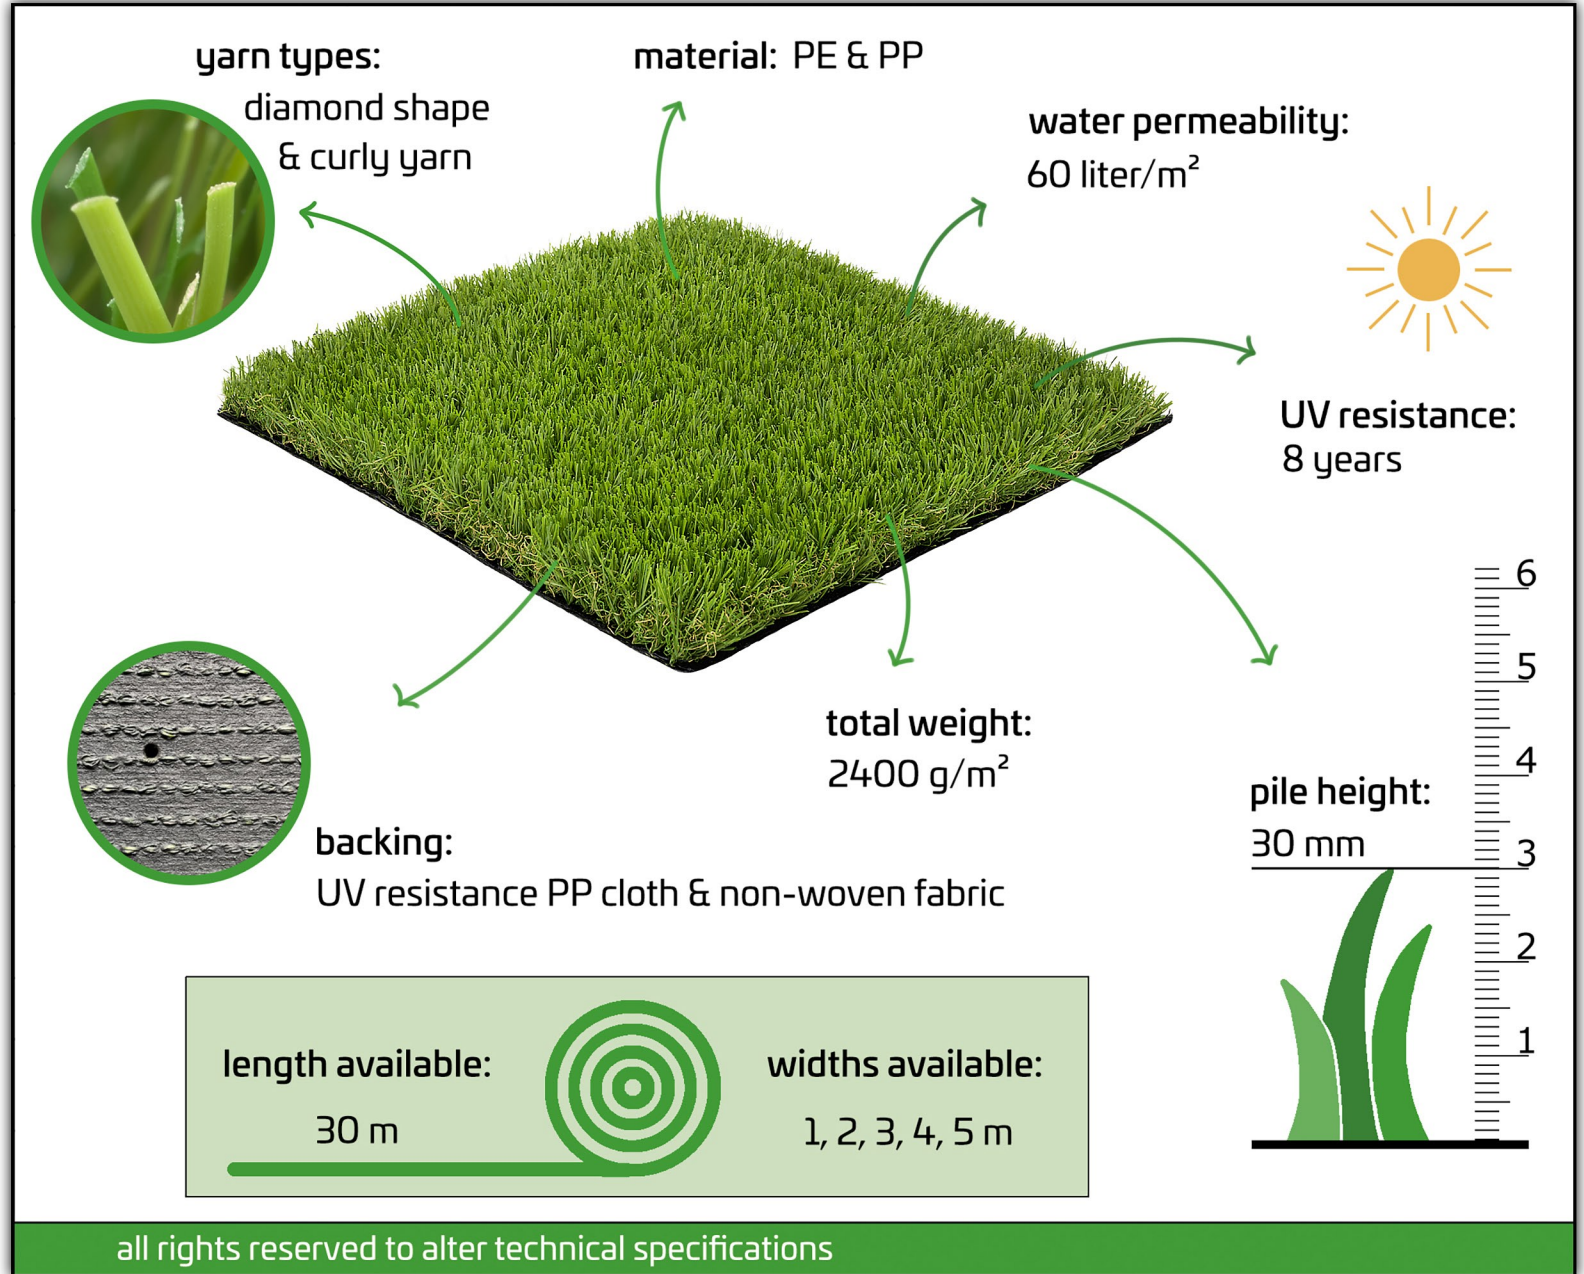 yarn types:
diamond shape
& curly yarn
material: PE & PP
water permeability:
60 liter/m²
UV resistance:
8 years
total weight:
2400 g/m²
pile height:
30 mm
6
5
4
3
2
1
backing:
UV resistance PP cloth & non-woven fabric
length available:
30 m
widths available:
1, 2, 3, 4, 5 m
all rights reserved to alter technical specifications